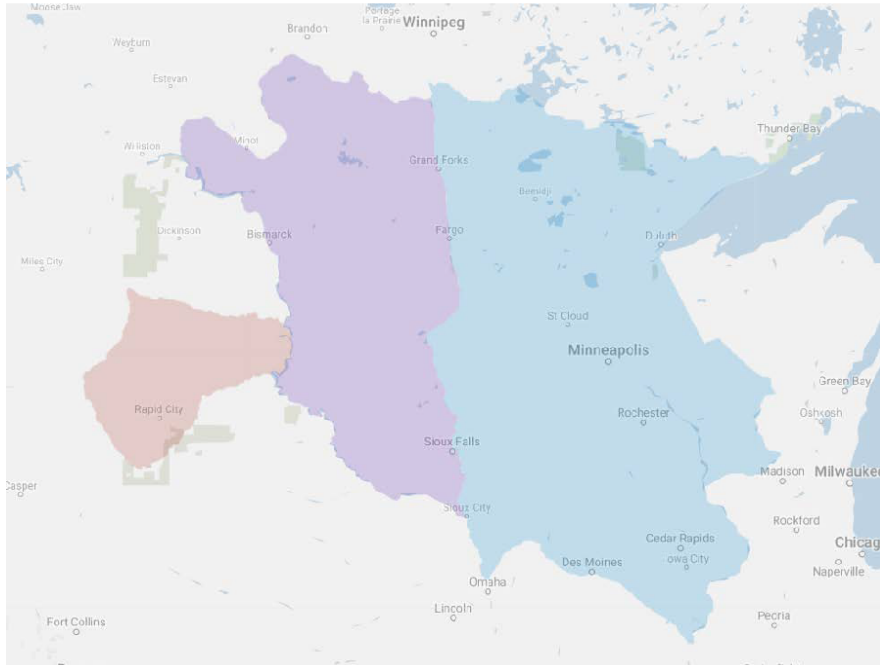 Moose Jaw
Portage
la Prairie
Winnipeg
Brandon
Weyburn
Estevan
Thunder Bay
Williston
Minot
Grand Forks
Bemidji
Dickinson
Bismarck
Fargo
Duluth
Miles City
St Cloud
Minneapolis
Green Bay
Rapid City
Rochester
Oshkosh
Sioux Falls
Madison
Milwaukee
Casper
Sioux City
Rockford
Cedar Rapids
Chicag
Des Moines
owa City
Naperville
Omaha
Lincoln
Peoria
Fort Collins